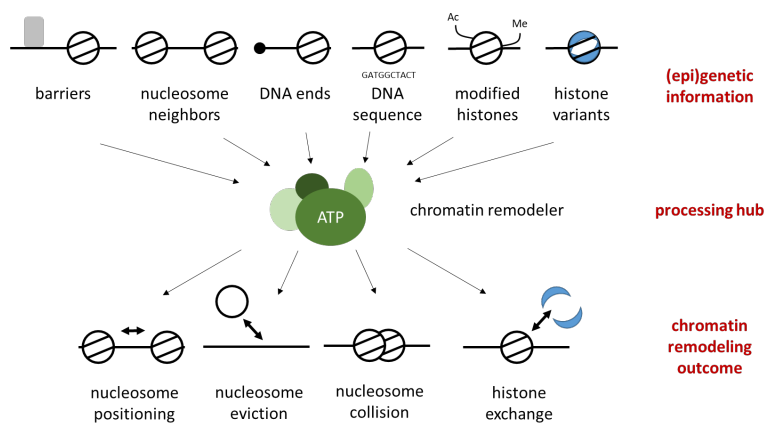 Ac
Me
GATGGCTACT
barriers
nucleosome
neighbors
DNA ends
DNA
sequence
modified
histones
histone
variants
(epi)genetic
information
ATP
chromatin remodeler
processing hub
nucleosome
positioning
nucleosome
eviction
nucleosome
collision
histone
exchange
chromatin
remodeling
outcome